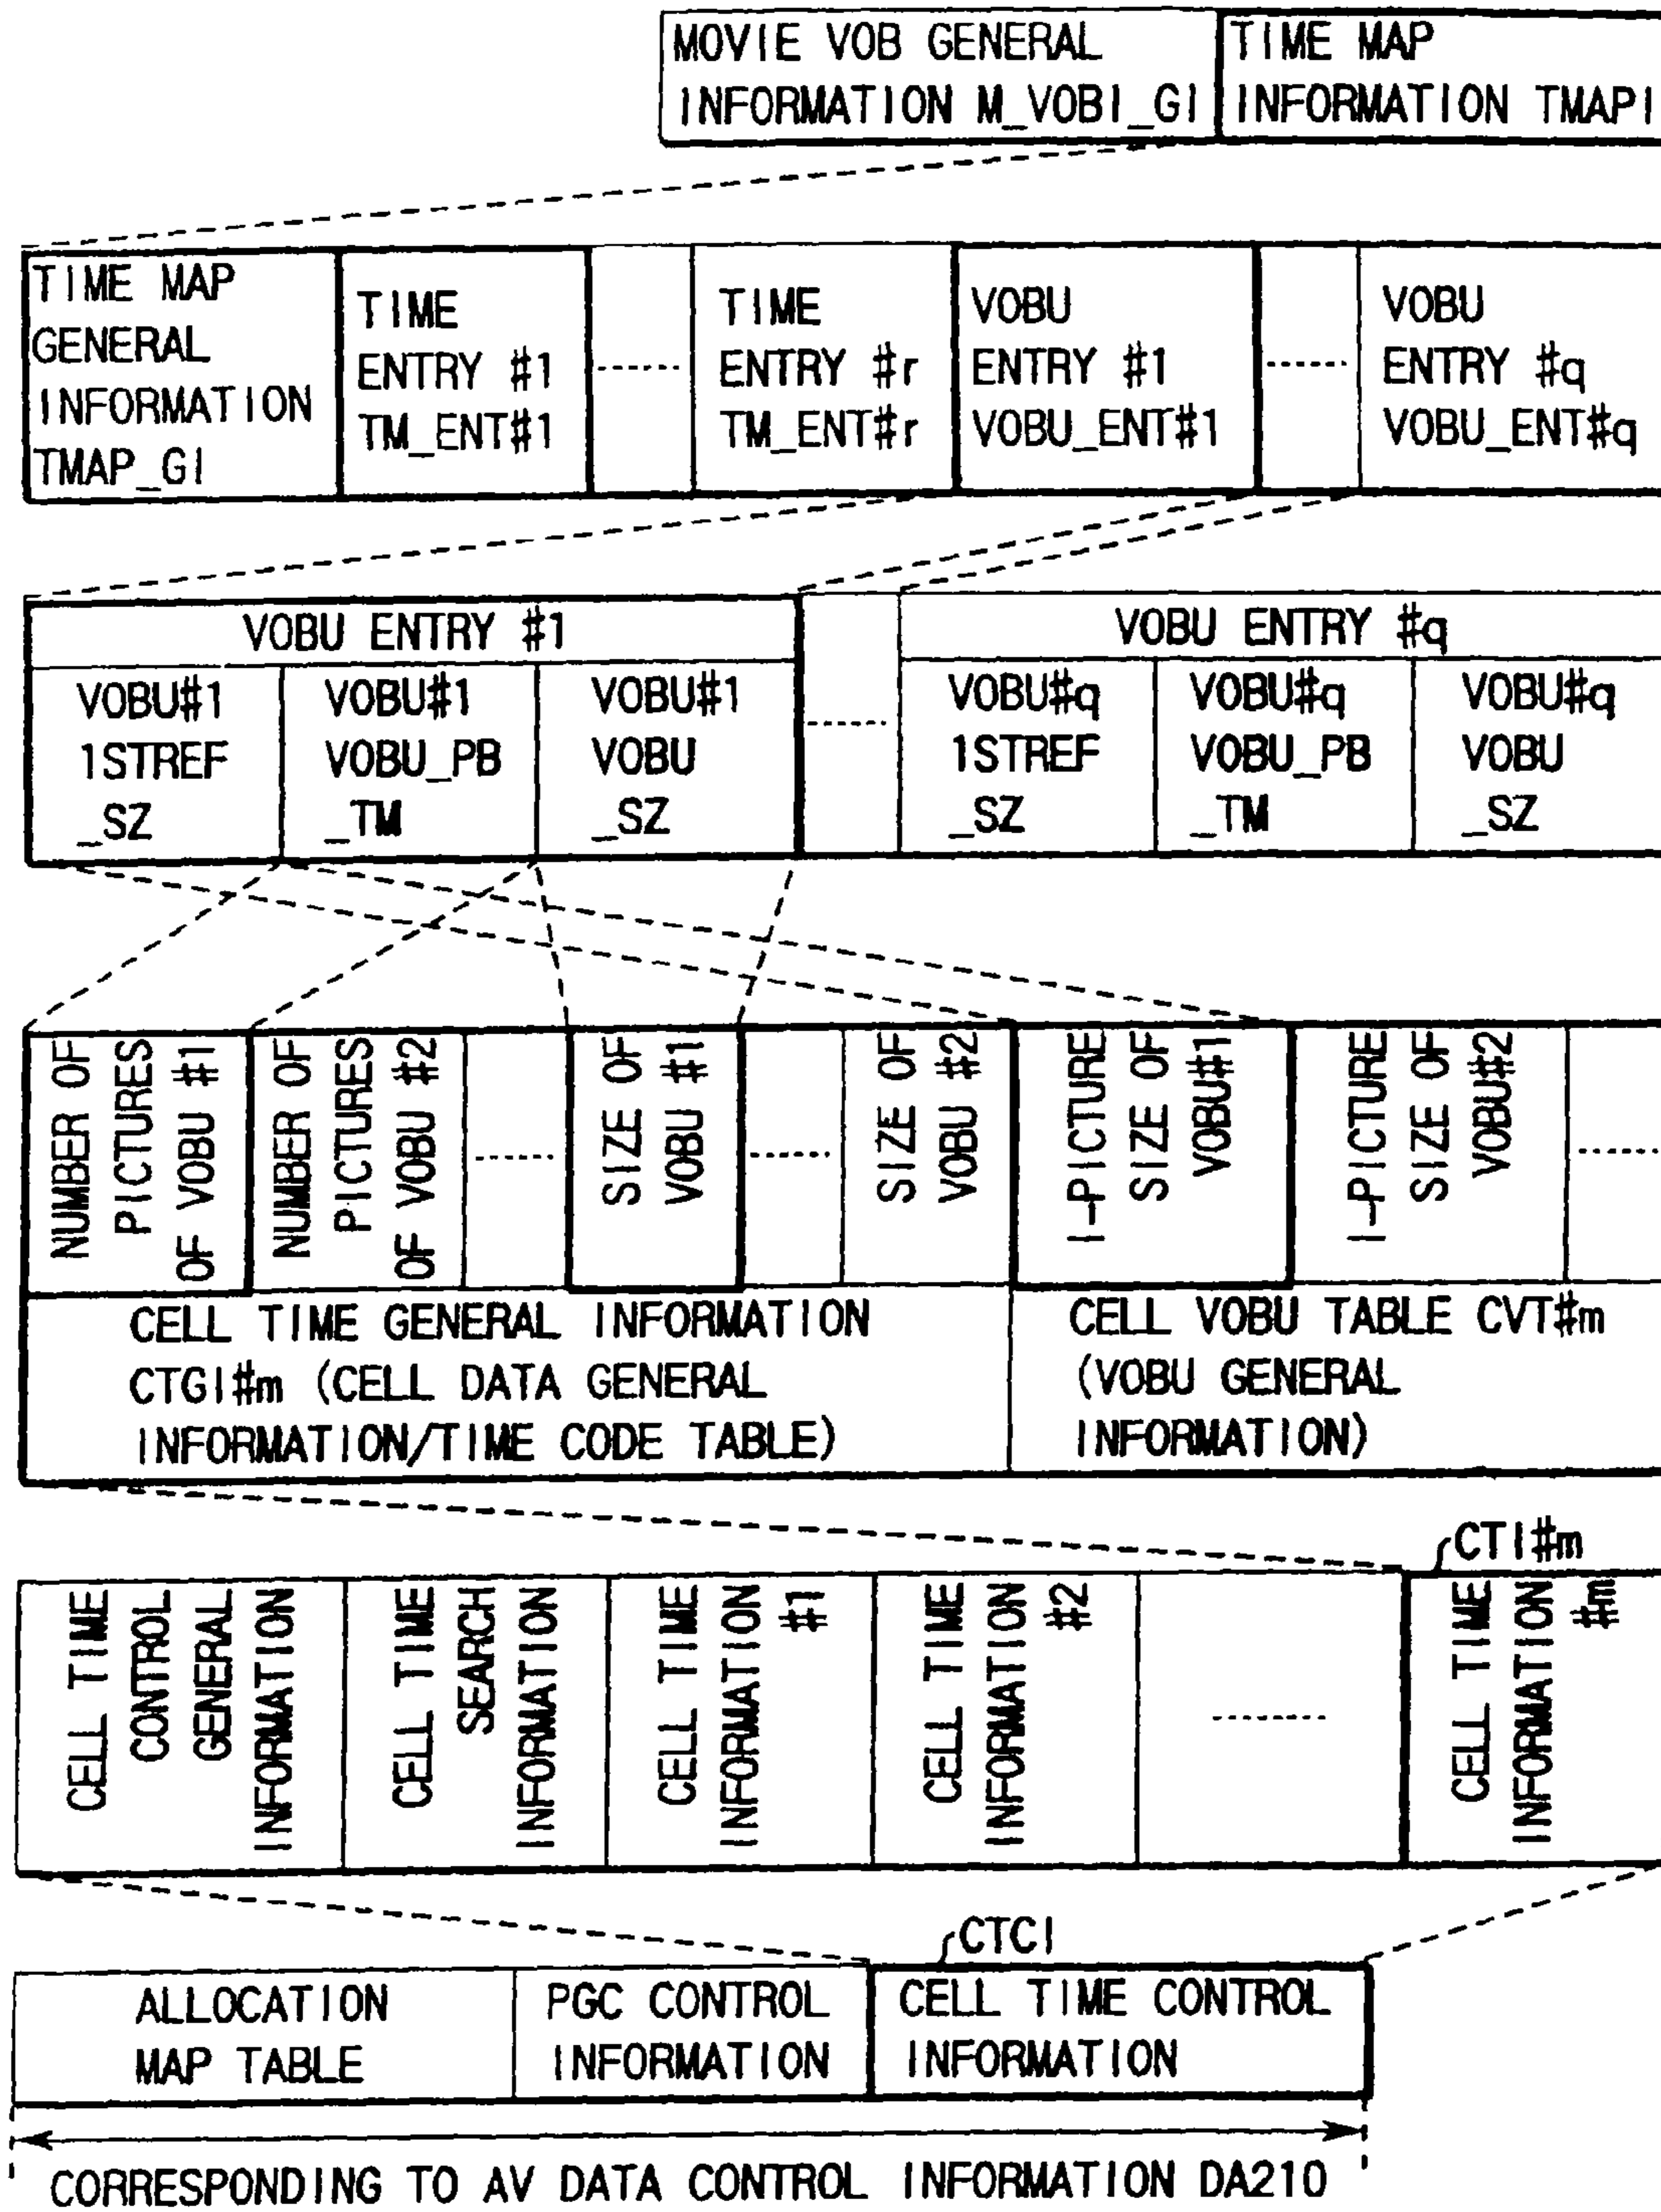 MOVIE VOB GENERAL
INFORMATION M_VOBI_GI
TIME MAP
INFORMATION TMAPI
TIME MAP
GENERAL
INFORMATION
TMAP_GI
TIME
ENTRY #1
TM_ENT#1
TIME
ENTRY #r
TM_ENT#r
VOBU
ENTRY #1
VOBU_ENT#1
VOBU
ENTRY #q
VOBU_ENT#q
VOBU ENTRY #1
VOBU#1
1STREF
_SZ
VOBU#1
VOBU_PB
_TM
VOBU#1
VOBU
_SZ
VOBU ENTRY #q
VOBU#q
1STREF
_SZ
VOBU#q
VOBU_PB
_TM
VOBU#q
VOBU
_SZ
NUMBER OF
PICTURES
OF VOBU #1
NUMBER OF
PICTURES
OF VOBU #2
SIZE OF
VOBU #1
SIZE OF
VOBU #2
I-PICTURE
SIZE OF
VOBU#1
I-PICTURE
SIZE OF
VOBU#2
CELL TIME GENERAL INFORMATION
CTGI#m (CELL DATA GENERAL
INFORMATION/TIME CODE TABLE)
CELL VOBU TABLE CVT#m
(VOBU GENERAL
INFORMATION)
CTI#m
CELL TIME
CONTROL
GENERAL
INFORMATION
CELL TIME
SEARCH
INFORMATION
CELL TIME
INFORMATION
#1
CELL TIME
INFORMATION
#2
CELL TIME
INFORMATION
#m
CTCI
ALLOCATION
MAP TABLE
PGC CONTROL
INFORMATION
CELL TIME CONTROL
INFORMATION
CORRESPONDING TO AV DATA CONTROL INFORMATION DA210